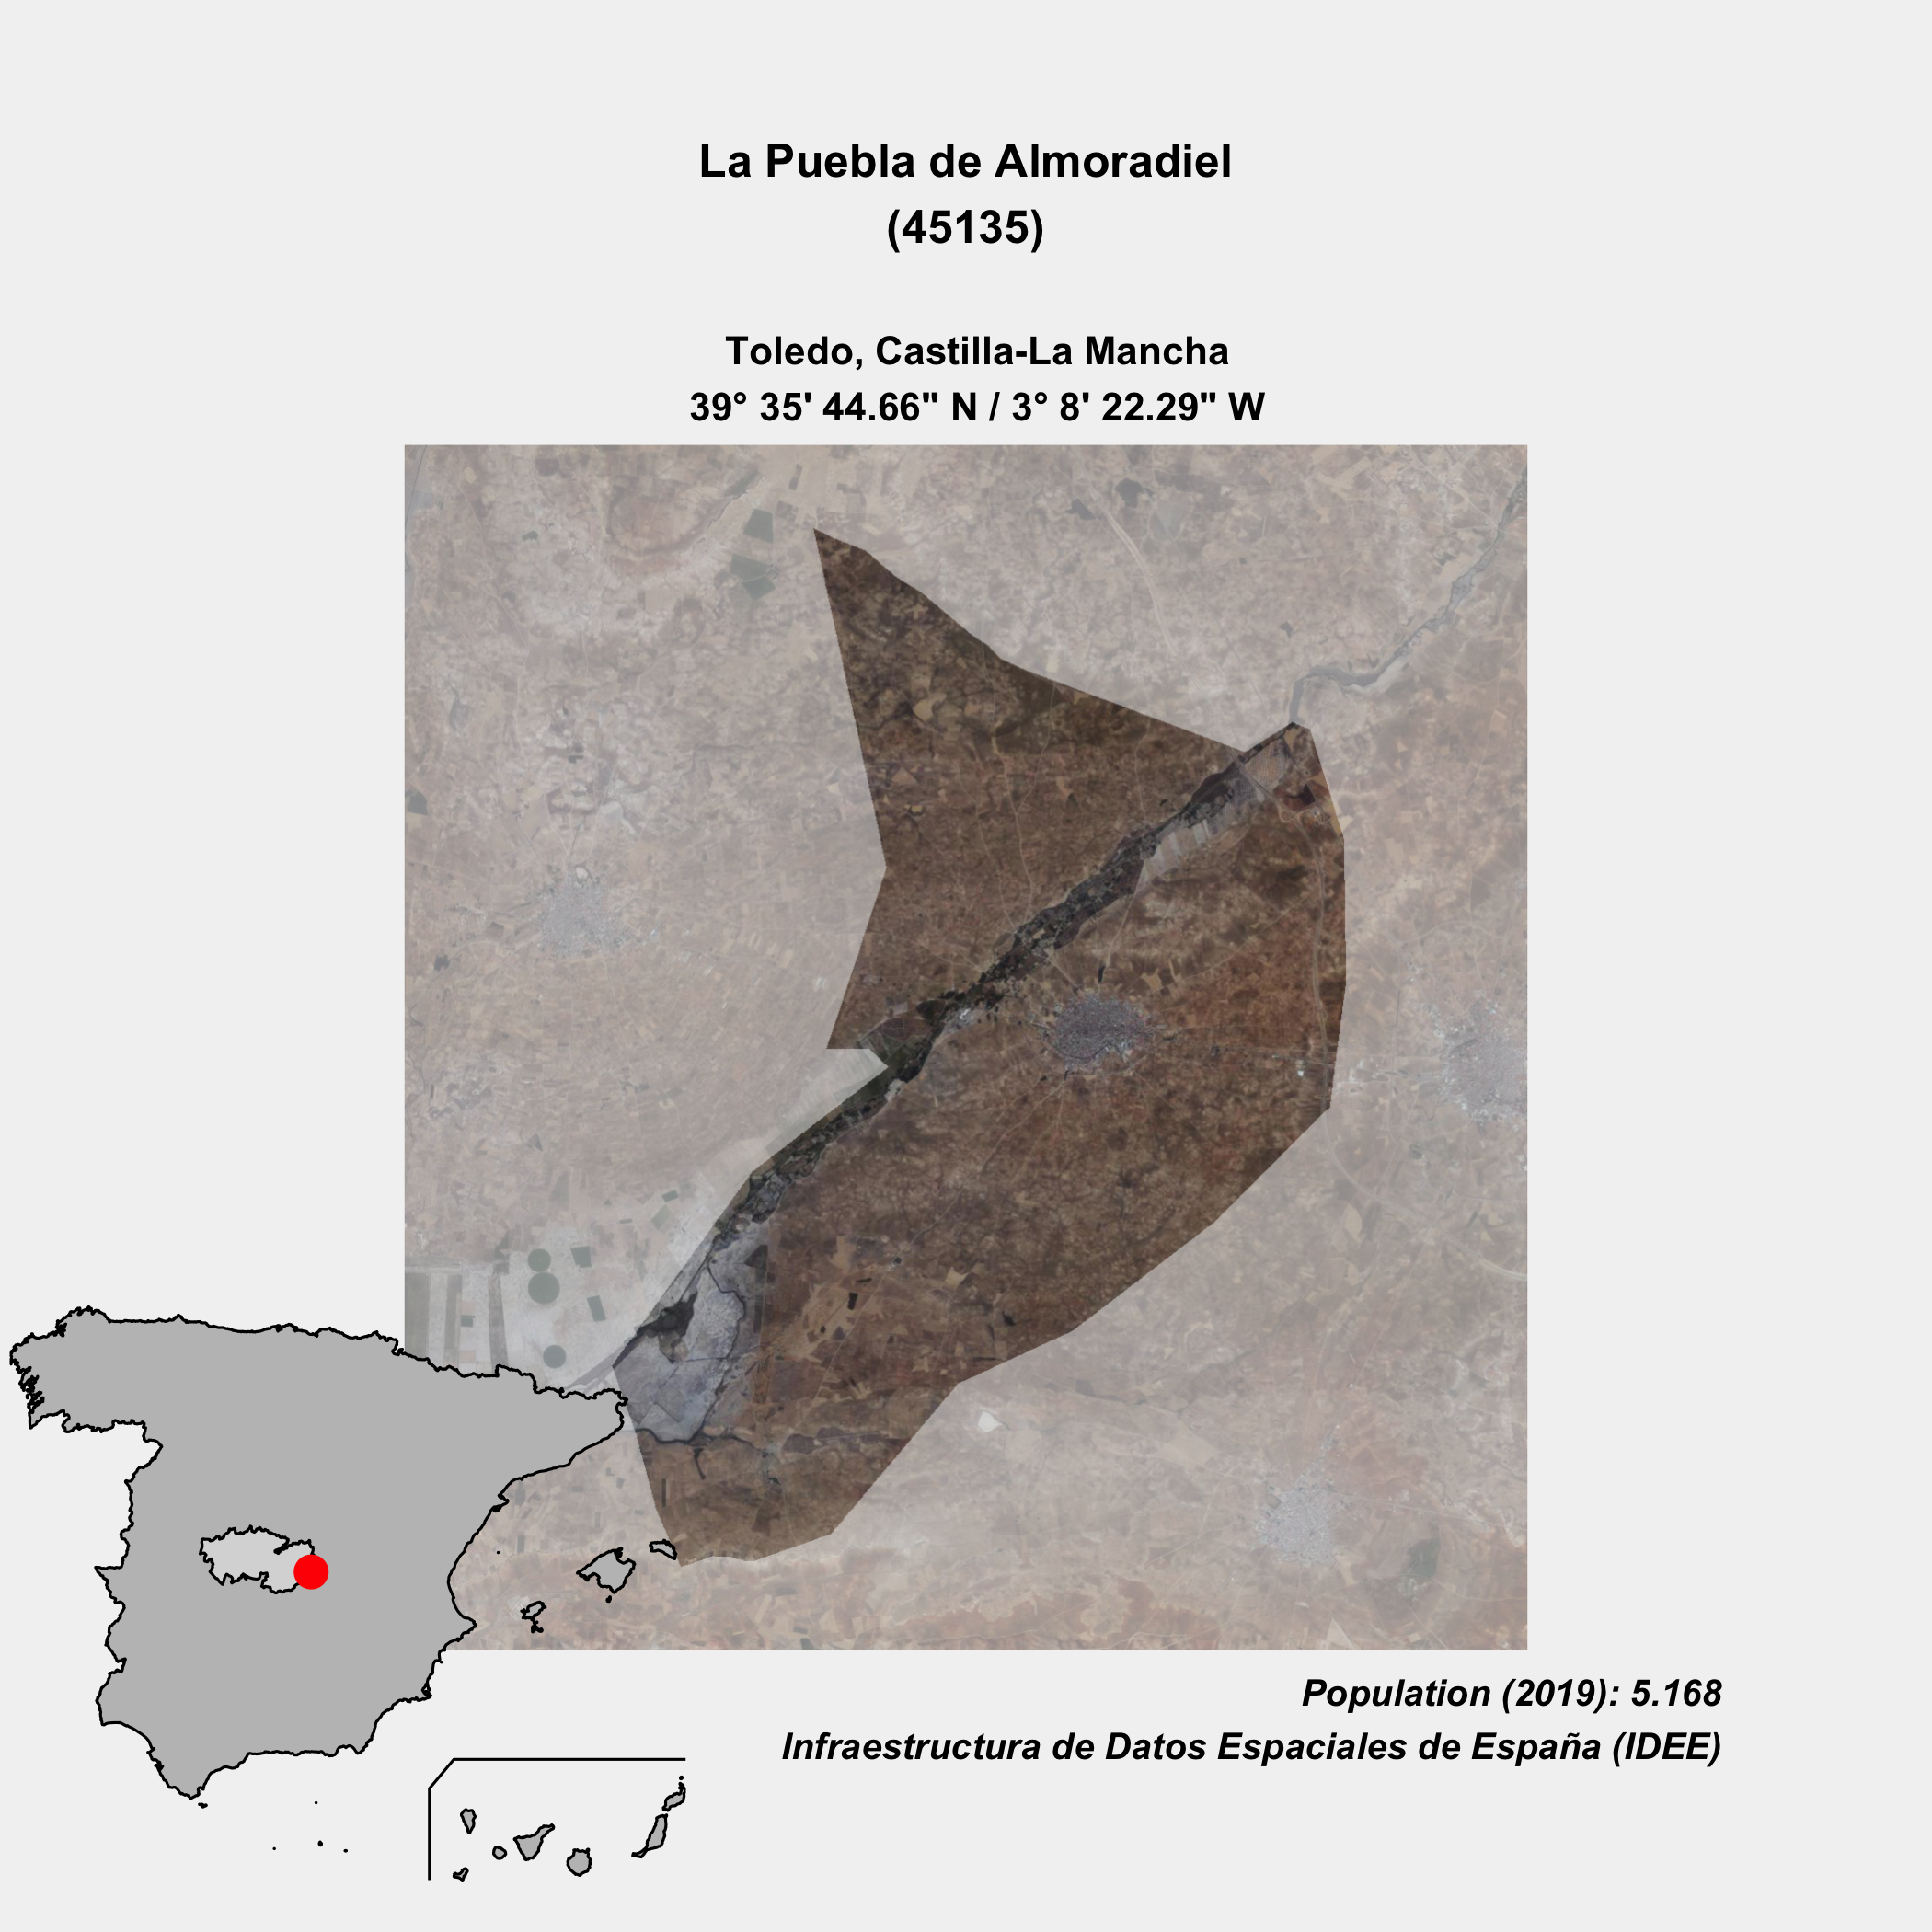 La Puebla de Almoradiel
(45135)
Toledo, Castilla-La Mancha
39° 35' 44.66" N / 3° 8' 22.29" W
Population (2019): 5.168
Infraestructura de Datos Espaciales de España (IDEE)